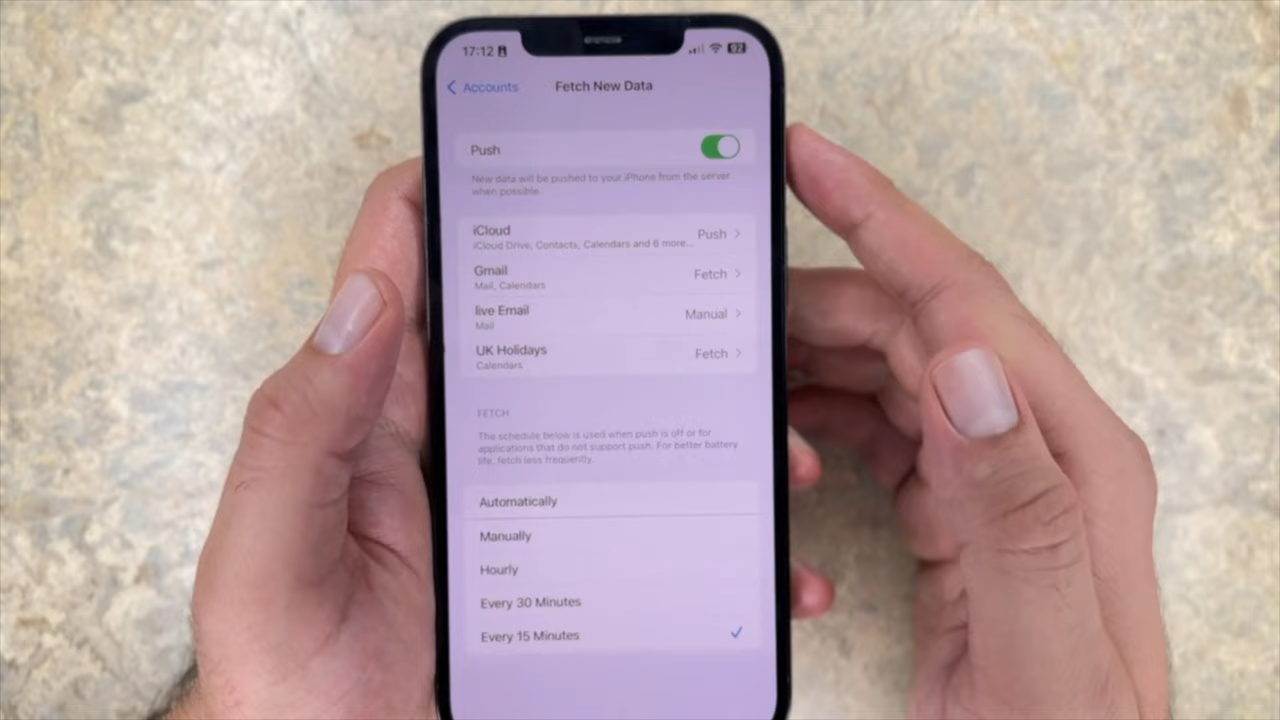 17:12 92
Accounts Fetch New Data
Push
New data will be pushed to your iPhone from the server
when possible.
iCloud Push
iCloud Drive, Contacts, Calendars and 6 more...
Gmail Fetch
Mail, Calendars
live Email Manual
Mail
UK Holidays Fetch
Calendars
FETCH
The schedule below is used when push is off or for
applications that do not support push. For better battery
life, fetch less frequently.
Automatically
Manually
Hourly
Every 30 Minutes
Every 15 Minutes